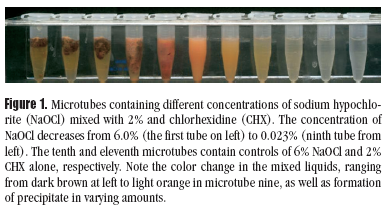 Figure 1. Microtubes containing different concentrations of sodium hypochlo-
rite (NaOCl) mixed with 2% and chlorhexidine (CHX). The concentration of
NaOCl decreases from 6.0% (the first tube on left) to 0.023% (ninth tube from
left). The tenth and eleventh microtubes contain controls of 6% NaOCl and 2%
CHX alone, respectively. Note the color change in the mixed liquids, ranging
from dark brown at left to light orange in microtube nine, as well as formation
of precipitate in varying amounts.